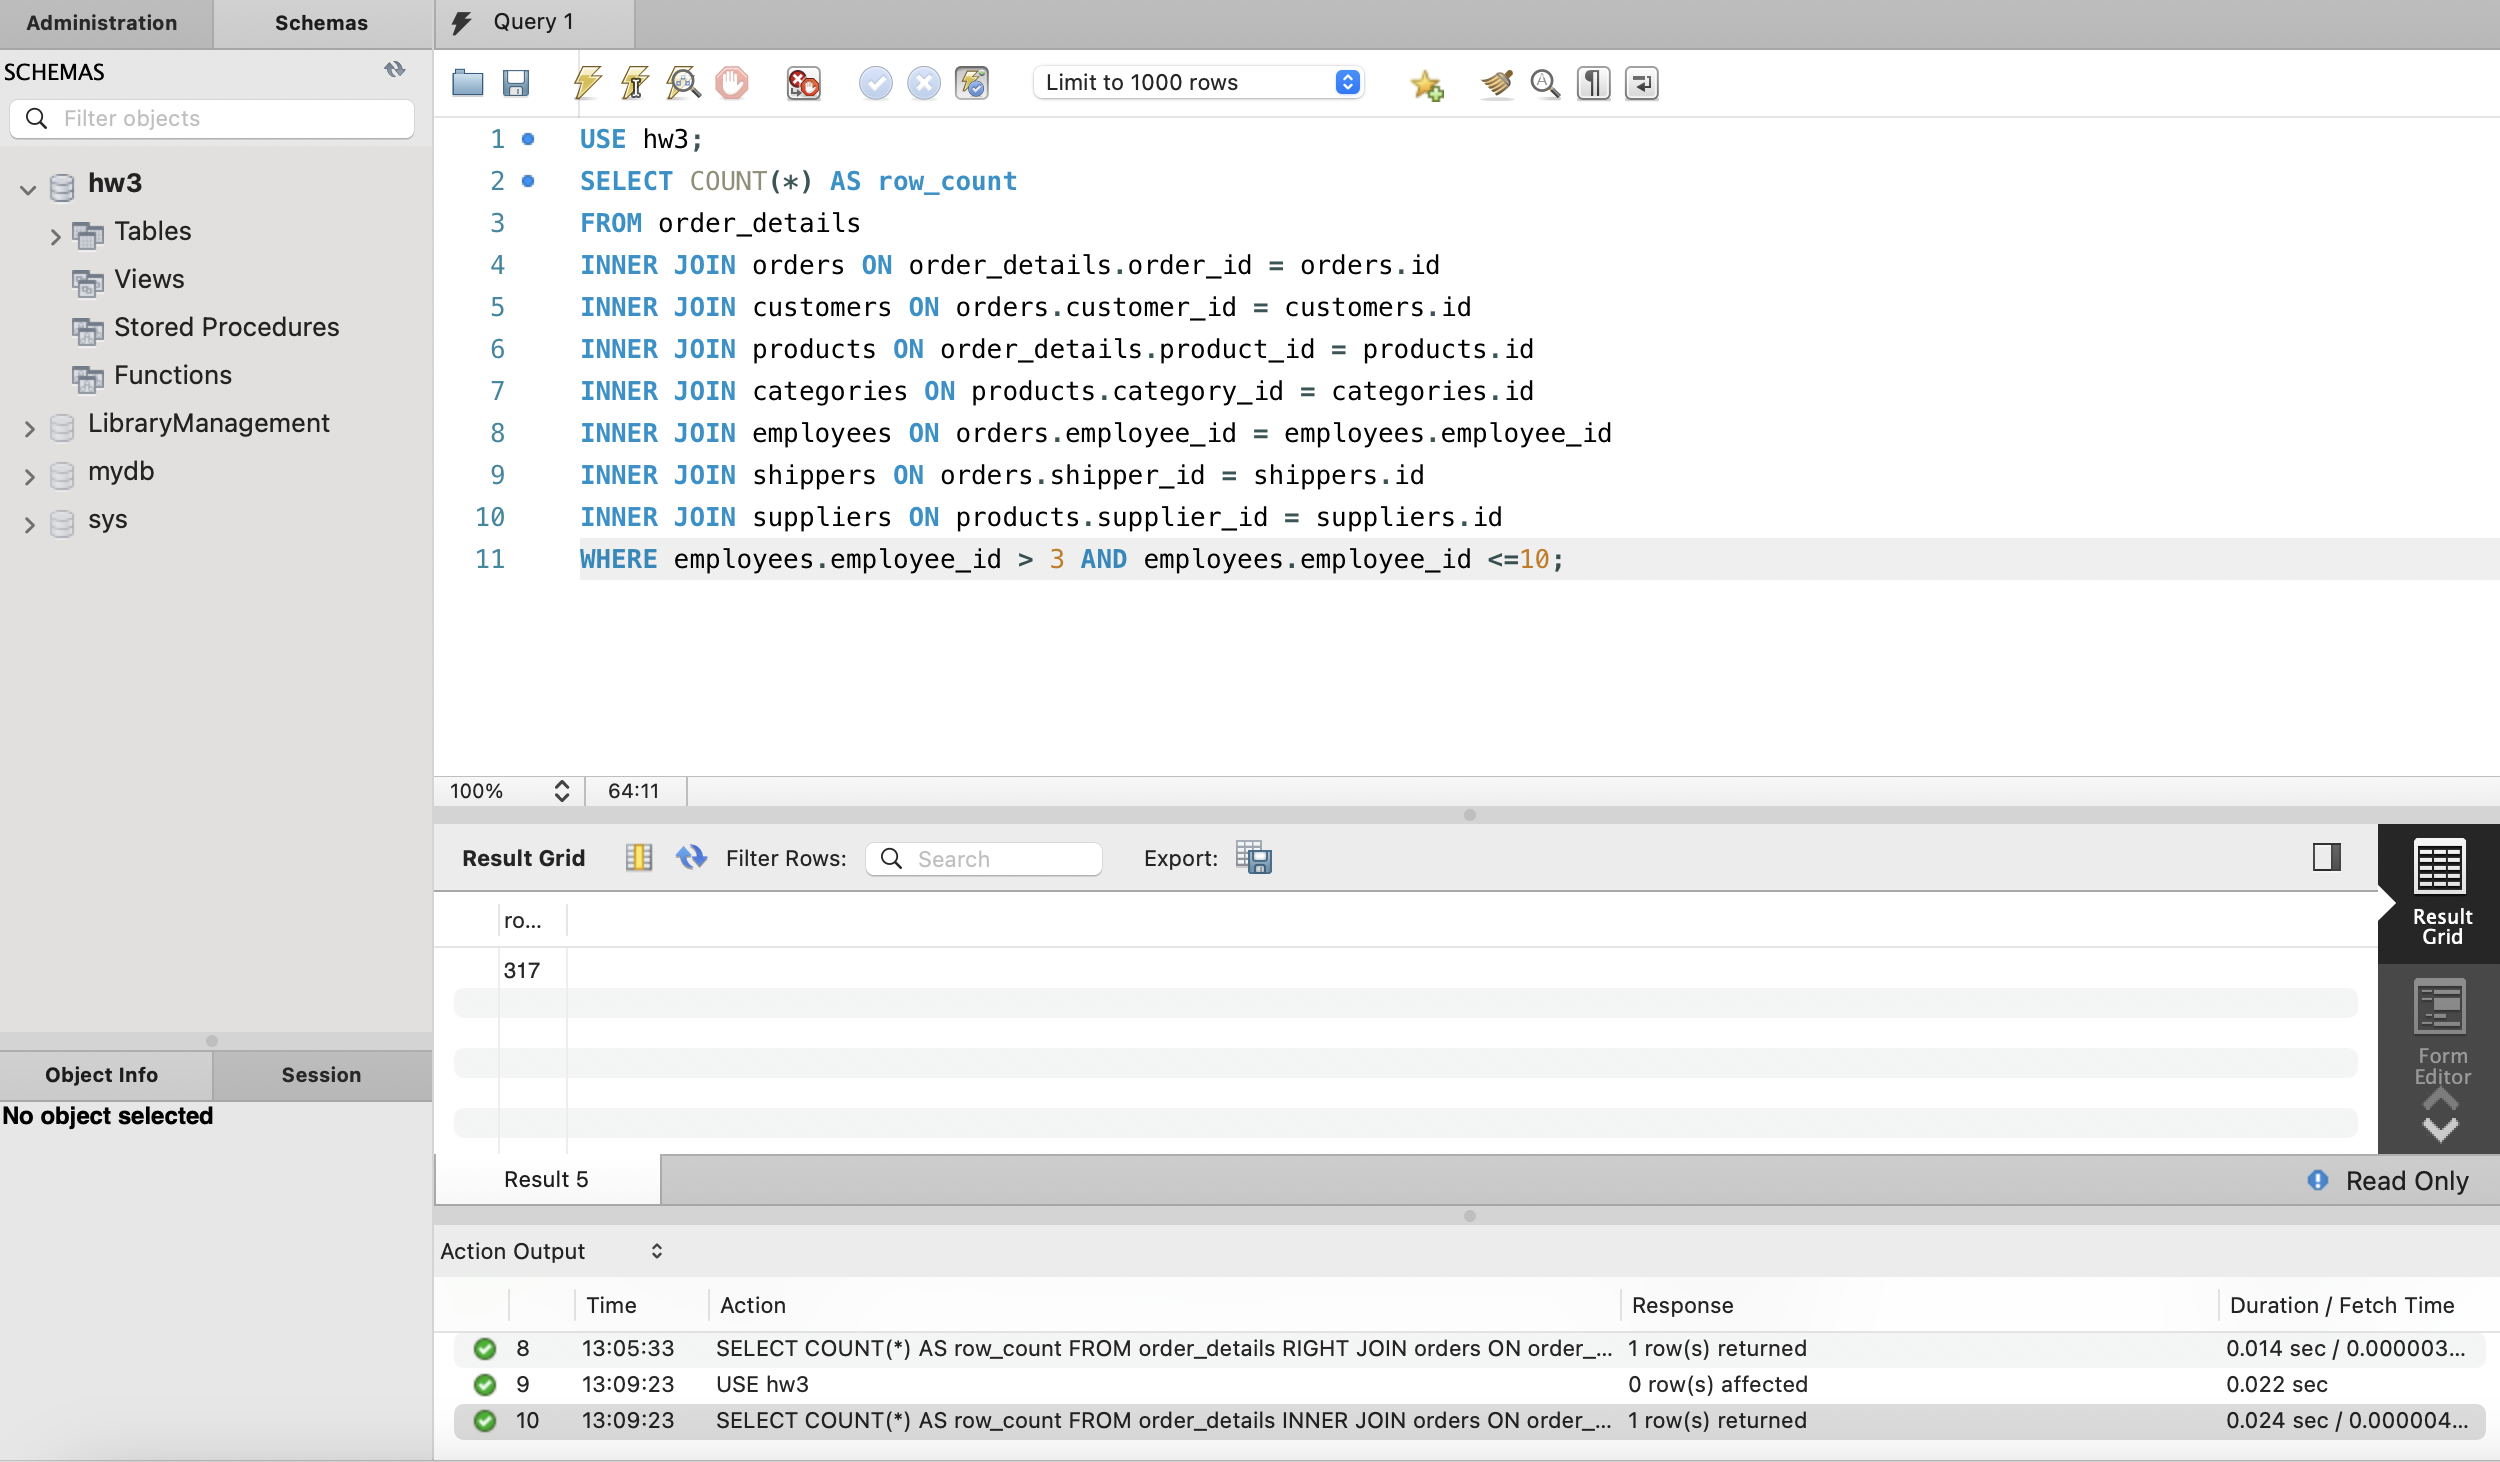 Administration
Schemas
Query 1
SCHEMAS
Filter objects
hw3
Tables
Views
Stored Procedures
Functions
LibraryManagement
mydb
sys
Object Info
Session
No object selected
Limit to 1000 rows
1 USE hw3;
2 SELECT COUNT(*) AS row_count
3 FROM order_details
4 INNER JOIN orders ON order_details.order_id = orders.id
5 INNER JOIN customers ON orders.customer_id = customers.id
6 INNER JOIN products ON order_details.product_id = products.id
7 INNER JOIN categories ON products.category_id = categories.id
8 INNER JOIN employees ON orders.employee_id = employees.employee_id
9 INNER JOIN shippers ON orders.shipper_id = shippers.id
10 INNER JOIN suppliers ON products.supplier_id = suppliers.id
11 WHERE employees.employee_id > 3 AND employees.employee_id <=10;
100% 64:11
Result Grid Filter Rows: Search Export:
ro...
317
Result
Grid
Form
Editor
Result 5
Read Only
Action Output
Time Action Response Duration / Fetch Time
8 13:05:33 SELECT COUNT(*) AS row_count FROM order_details RIGHT JOIN orders ON order_... 1 row(s) returned 0.014 sec / 0.000003...
9 13:09:23 USE hw3 0 row(s) affected 0.022 sec
10 13:09:23 SELECT COUNT(*) AS row_count FROM order_details INNER JOIN orders ON order_... 1 row(s) returned 0.024 sec / 0.000004...